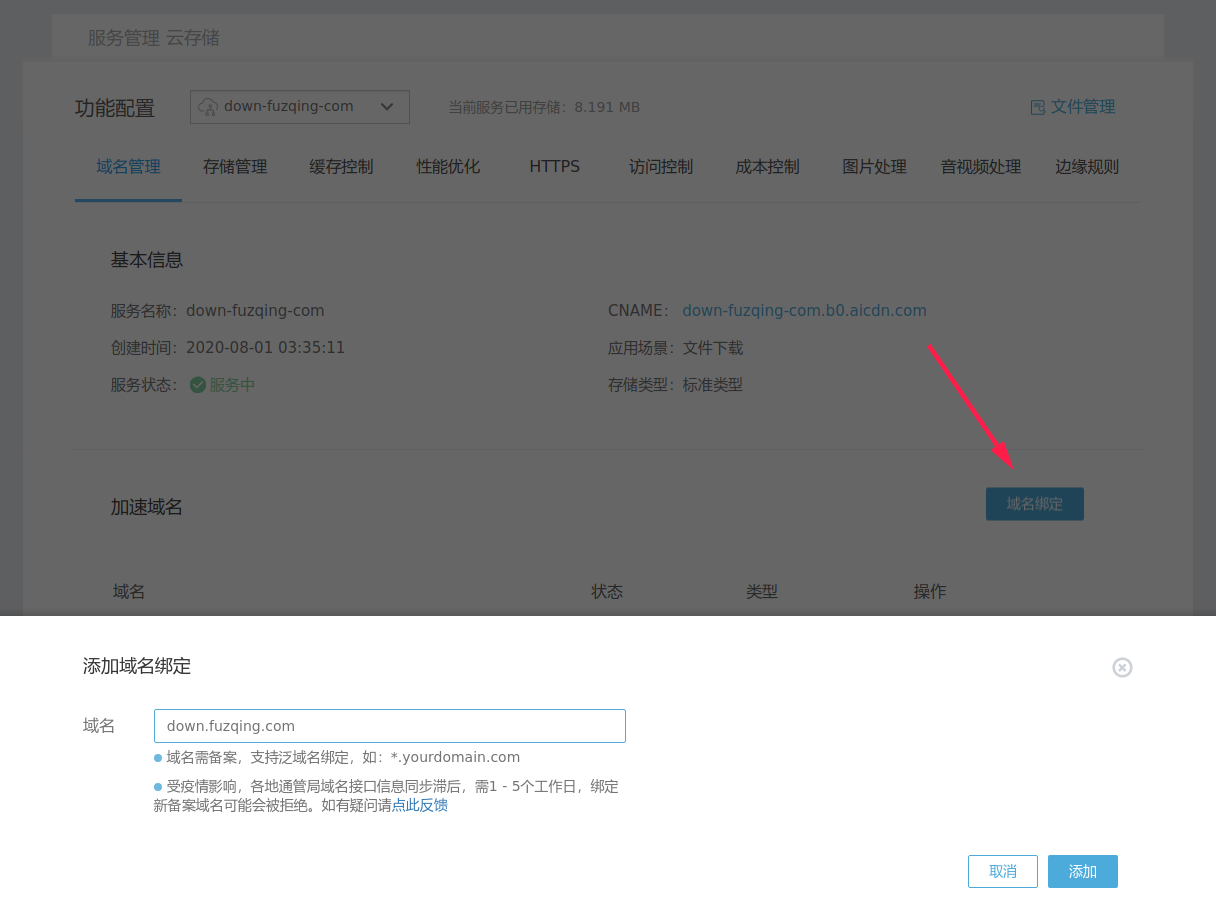 服务管理 云存储
功能配置 down-fuzqing-com 当前服务已用存储：8.191 MB 文件管理
域名管理 存储管理 缓存控制 性能优化 HTTPS 访问控制 成本控制 图片处理 音视频处理 边缘规则
基本信息
服务名称：down-fuzqing-com CNAME： down-fuzqing-com.b0.aicdn.com
创建时间：2020-08-01 03:35:11 应用场景：文件下载
服务状态： 服务中 存储类型：标准类型
加速域名 域名绑定
域名 状态 类型 操作
添加域名绑定
域名 down.fuzqing.com
域名需备案，支持泛域名绑定，如：*.yourdomain.com
受疫情影响，各地通管局域名接口信息同步滞后，需1 - 5个工作日，绑定
新备案域名可能会被拒绝。如有疑问请点此反馈
取消 添加